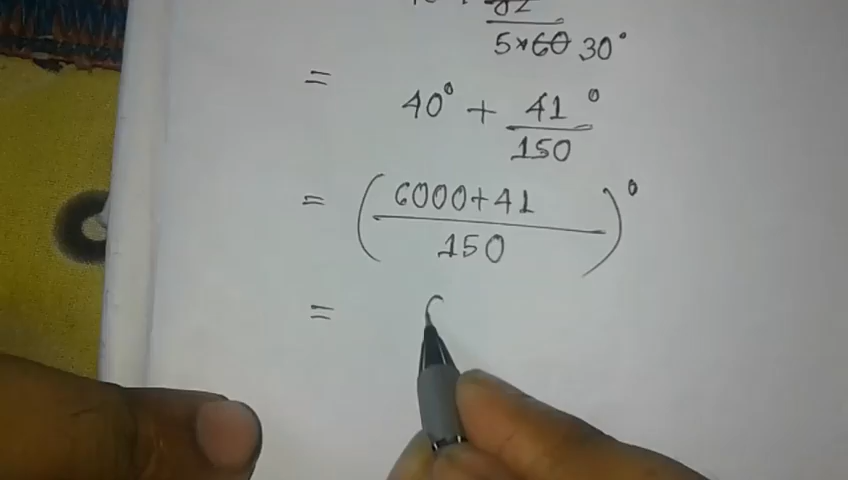 5×60 30°
=
40° + 41°/150
= (6000+41/150)°
=